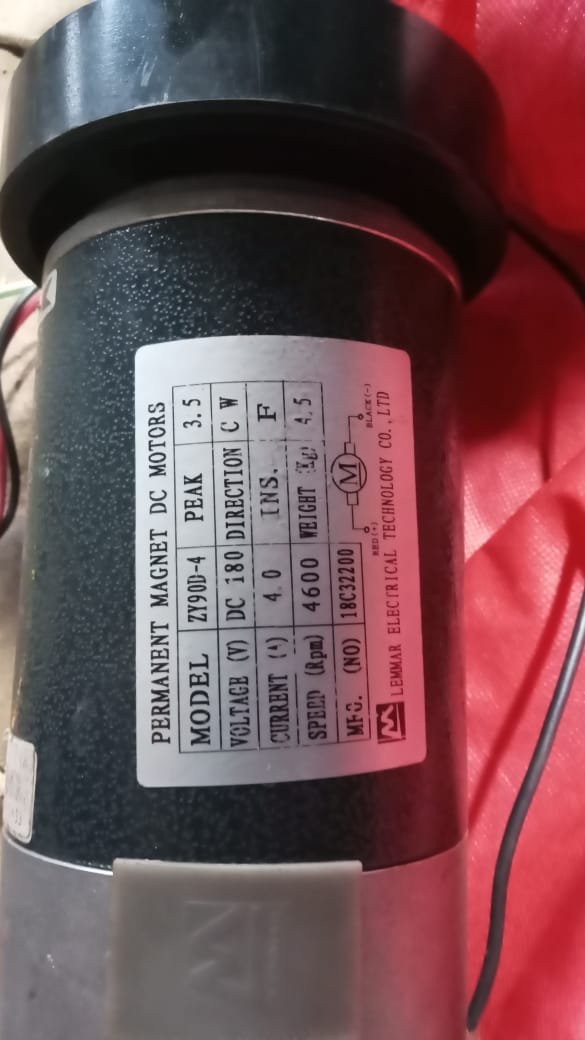 PERMANENT MAGNET DC MOTORS
MODEL ZY90D-4 PEAK 3.5
VOLTAGE (V) DC 180 DIRECTION C W
CURRENT (A) 4.0 INS. F
SPEED (Rpm) 4600 WEIGHT (Kg) 4.5
MFG. (NO) 18C32200
RED(+) M BLACK(-)
LEMMAR ELECTRICAL TECHNOLOGY CO., LTD